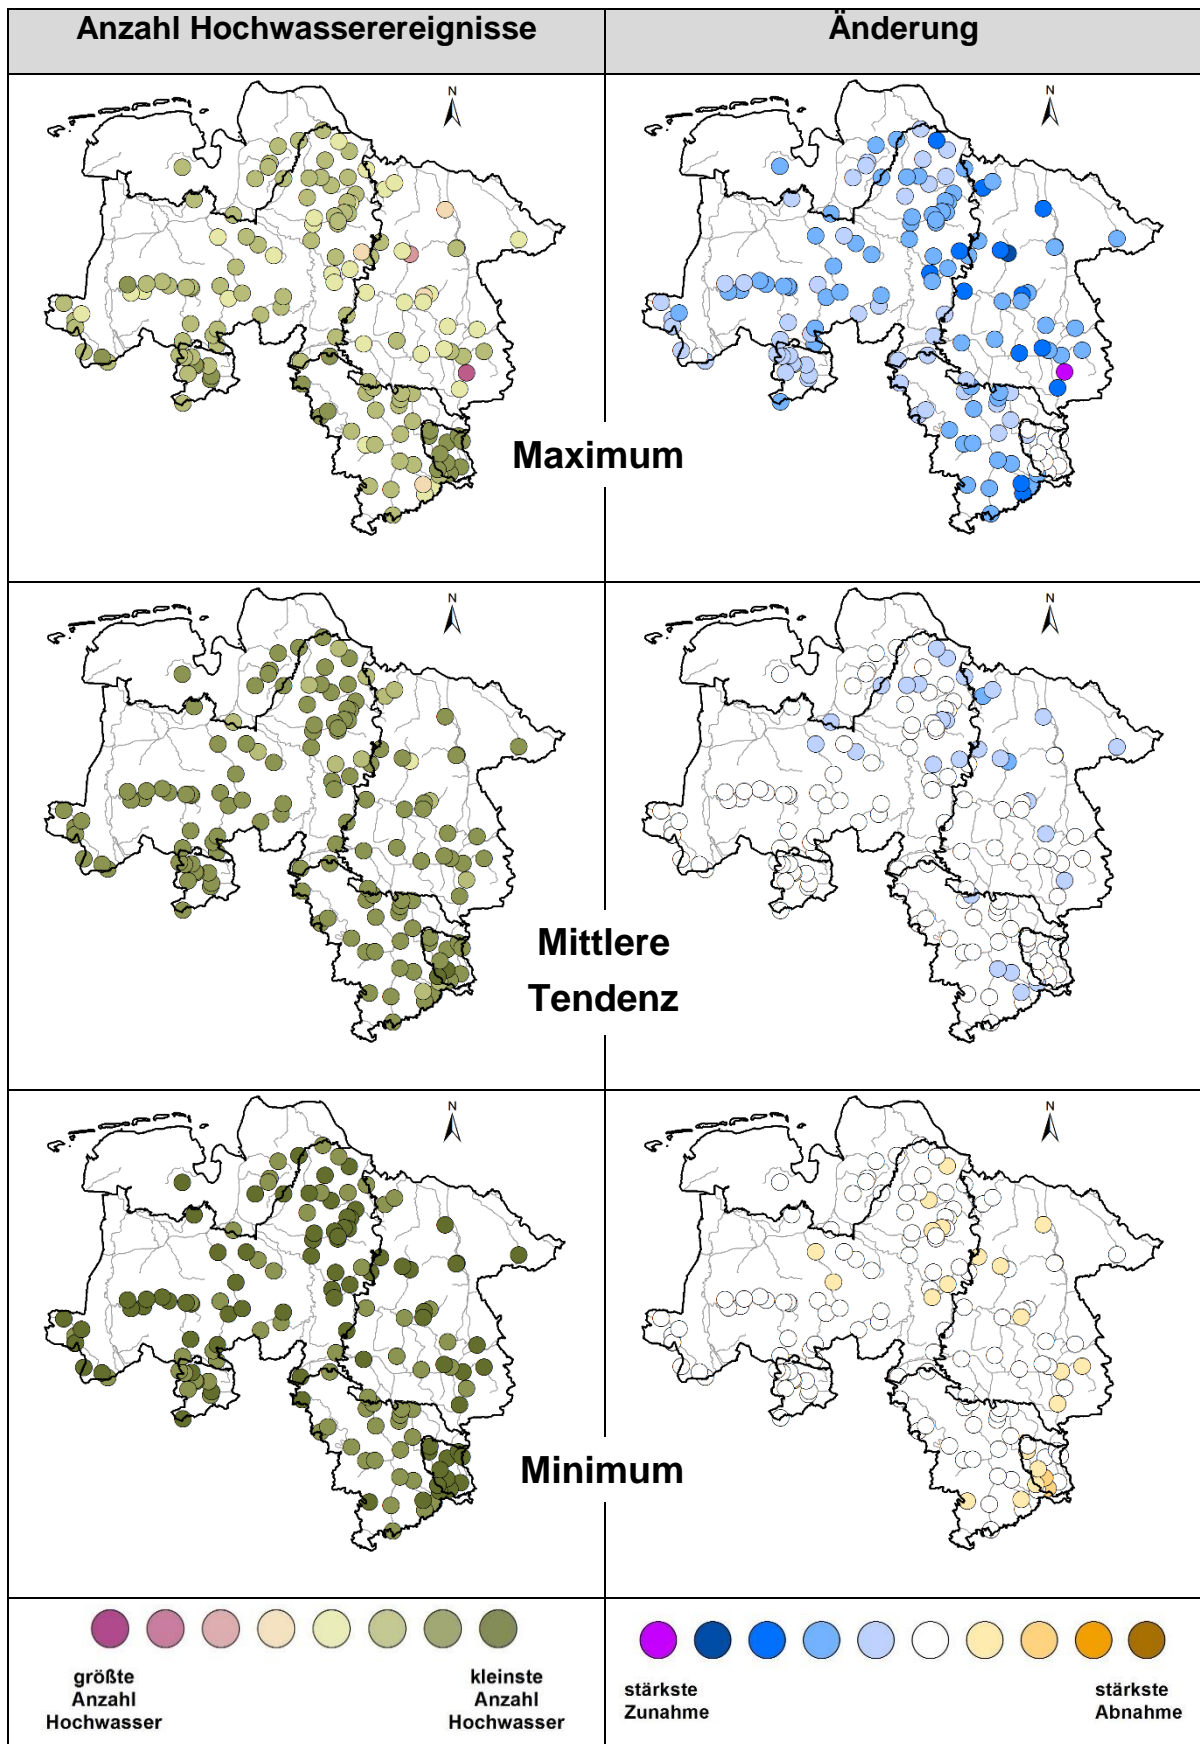 Anzahl Hochwasserereignisse
Änderung
N
N
Maximum
N
N
Mittlere
Tendenz
N
N
Minimum
größte
Anzahl
Hochwasser
kleinste
Anzahl
Hochwasser
stärkste
Zunahme
stärkste
Abnahme